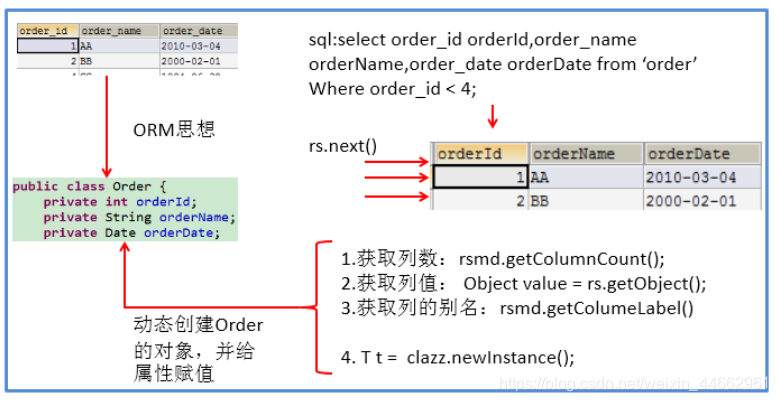 order_id order_name order_date
1 AA 2010-03-04
2 BB 2000-02-01
ORM思想
public class Order {
private int orderId;
private String orderName;
private Date orderDate;
动态创建Order
的对象，并给
属性赋值
sql:select order_id orderId,order_name
orderName,order_date orderDate from ‘order’
Where order_id < 4;
rs.next()
orderId orderName orderDate
1 AA 2010-03-04
2 BB 2000-02-01
1.获取列数：rsmd.getColumnCount();
2.获取列值： Object value = rs.getObject();
3.获取列的别名：rsmd.getColumeLabel()
4. T t = clazz.newInstance();
https://blog.csdn.net/weixin_44662961